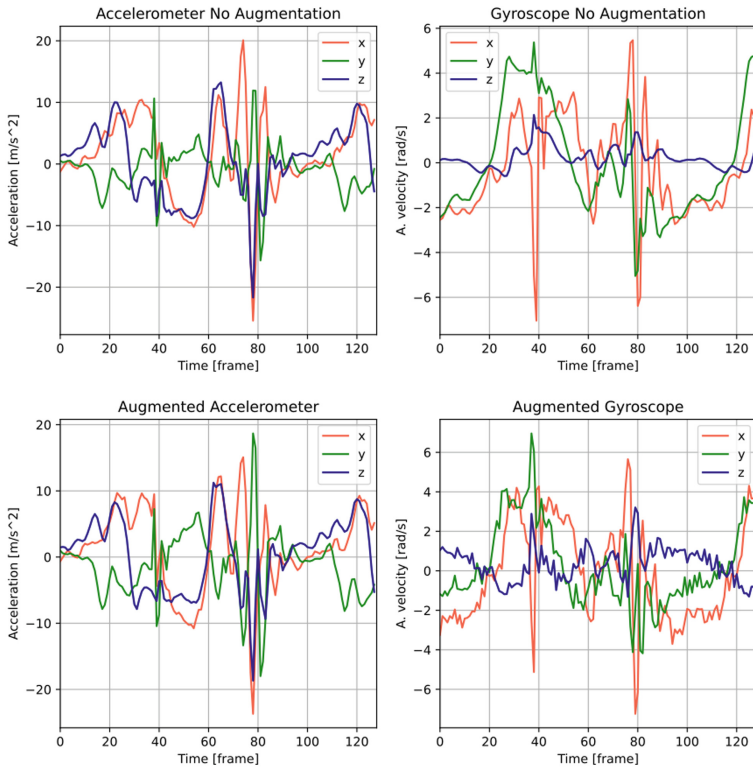 Accelerometer No Augmentation
20
10
0
−10
−20
Acceleration [m/s^2]
x
y
z
0 20 40 60 80 100 120
Time [frame]
Gyroscope No Augmentation
6
4
2
0
−2
−4
−6
A. velocity [rad/s]
x
y
z
0 20 40 60 80 100 120
Time [frame]
Augmented Accelerometer
20
10
0
−10
−20
Acceleration [m/s^2]
x
y
z
0 20 40 60 80 100 120
Time [frame]
Augmented Gyroscope
6
4
2
0
−2
−4
−6
A. velocity [rad/s]
x
y
z
0 20 40 60 80 100 120
Time [frame]